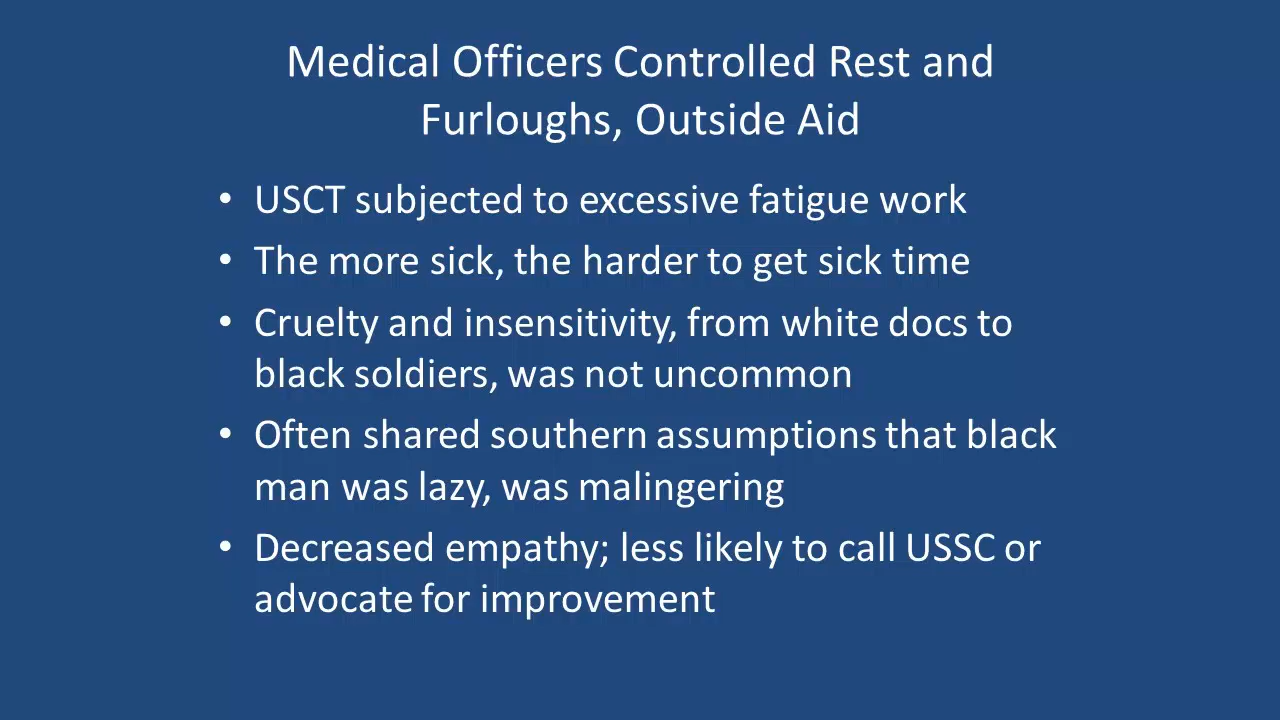 Medical Officers Controlled Rest and
Furloughs, Outside Aid
• USCT subjected to excessive fatigue work
• The more sick, the harder to get sick time
• Cruelty and insensitivity, from white docs to
black soldiers, was not uncommon
• Often shared southern assumptions that black
man was lazy, was malingering
• Decreased empathy; less likely to call USSC or
advocate for improvement